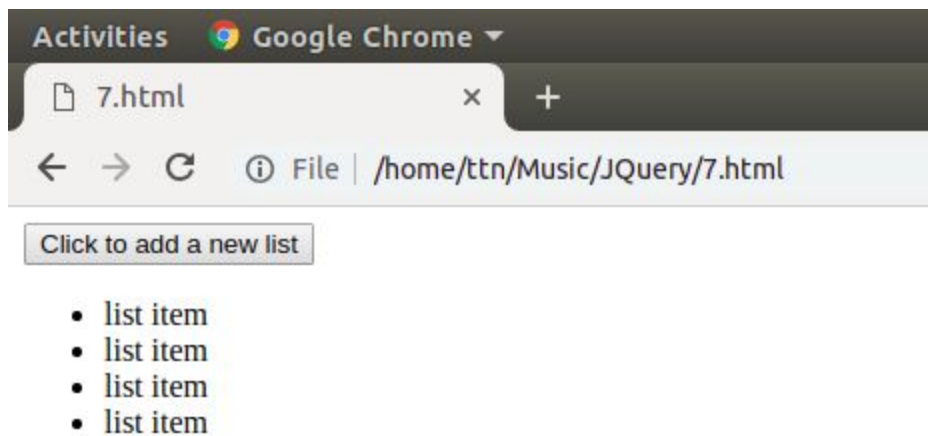 Activities Google Chrome
7.html × +
File | /home/ttn/Music/JQuery/7.html
Click to add a new list
• list item
• list item
• list item
• list item